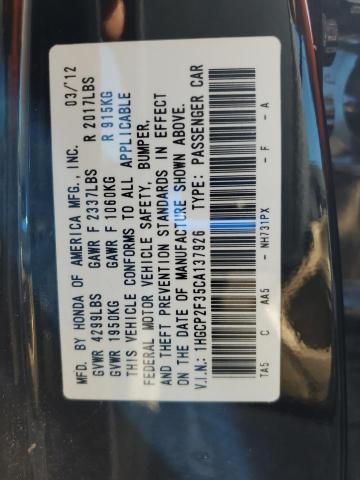 MFD. BY HONDA OF AMERICA MFG., INC. 03/'12
GVWR 4299LBS GAWR F 2337LBS R 2017LBS
GVWR 1950KG GAWR F 1060KG R 915KG
THIS VEHICLE CONFORMS TO ALL APPLICABLE
FEDERAL MOTOR VEHICLE SAFETY, BUMPER,
AND THEFT PREVENTION STANDARDS IN EFFECT
ON THE DATE OF MANUFACTURE SHOWN ABOVE.
V.I.N.: 1HGCP2F35CA137926 TYPE: PASSENGER CAR
TA5 C AA5 - NH731PX - F - A